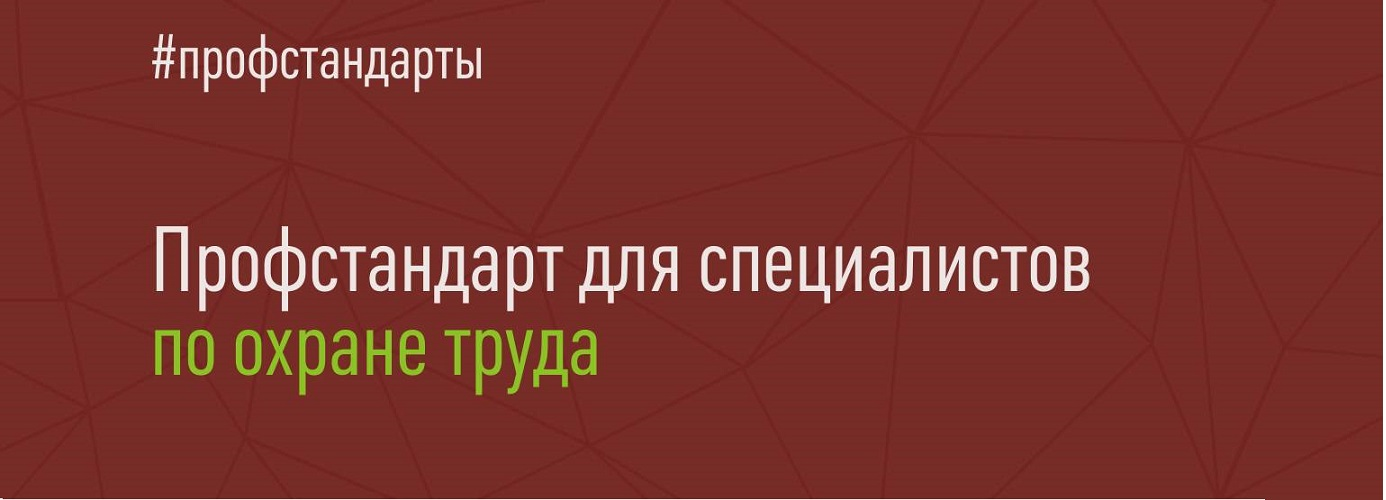 #профстандарты
Профстандарт для специалистов
по охране труда